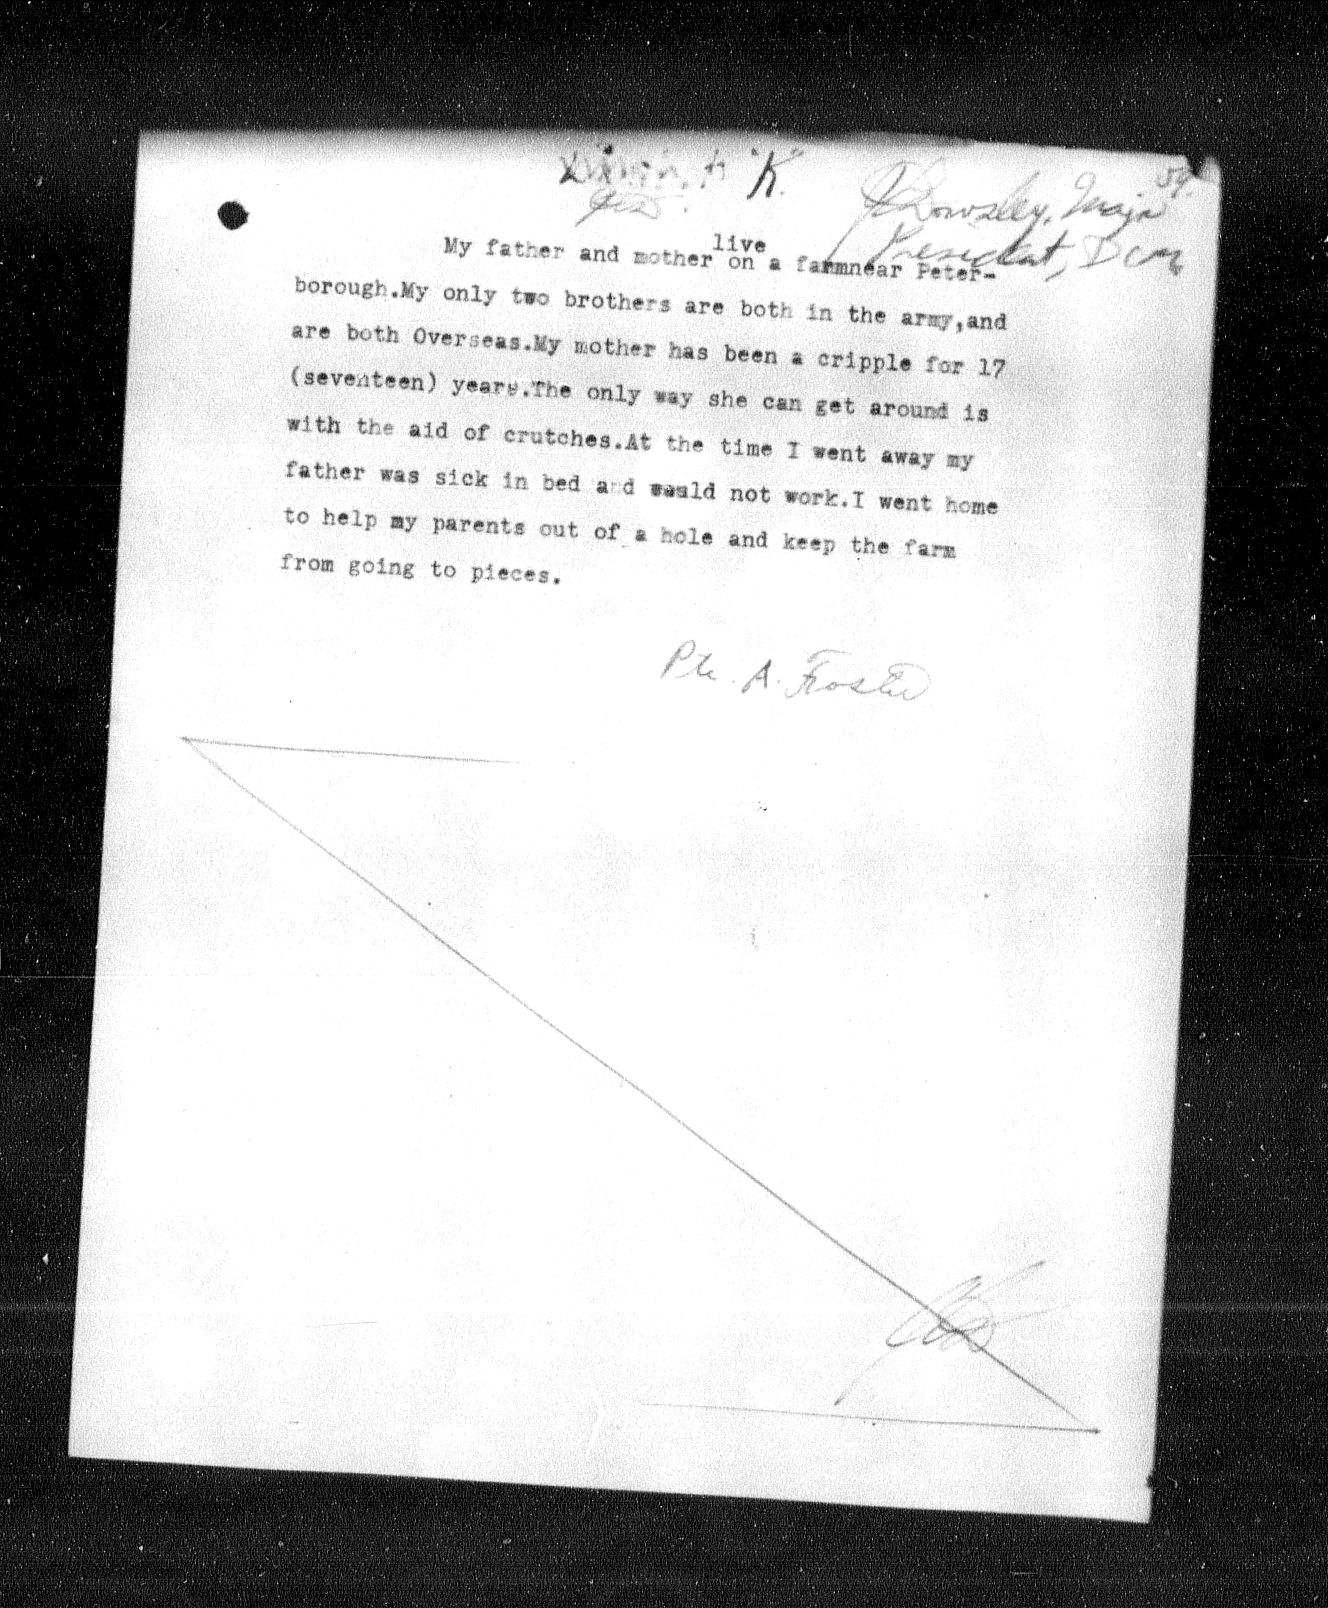 "K"
Dowsley, Major
President, DCM
live
My father and mother on a farmnear Peter-
borough.My only two brothers are both in the army,and
are both Overseas.My mother has been a cripple for 17
(seventeen) years.The only way she can get around is
with the aid of crutches.At the time I went away my
father was sick in bed and would not work.I went home
to help my parents out of a hole and keep the farm
from going to pieces.
Pte. A. Foster